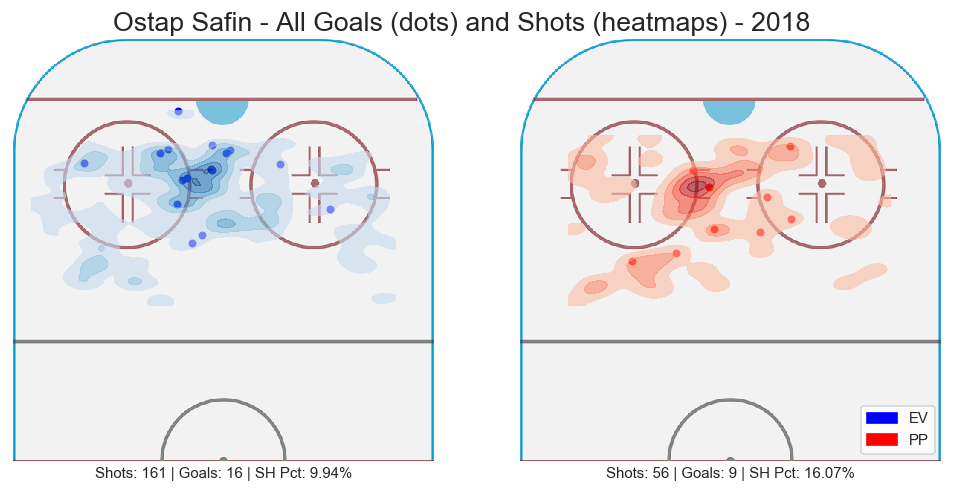 Ostap Safin - All Goals (dots) and Shots (heatmaps) - 2018
EV
PP
Shots: 161 | Goals: 16 | SH Pct: 9.94%
Shots: 56 | Goals: 9 | SH Pct: 16.07%